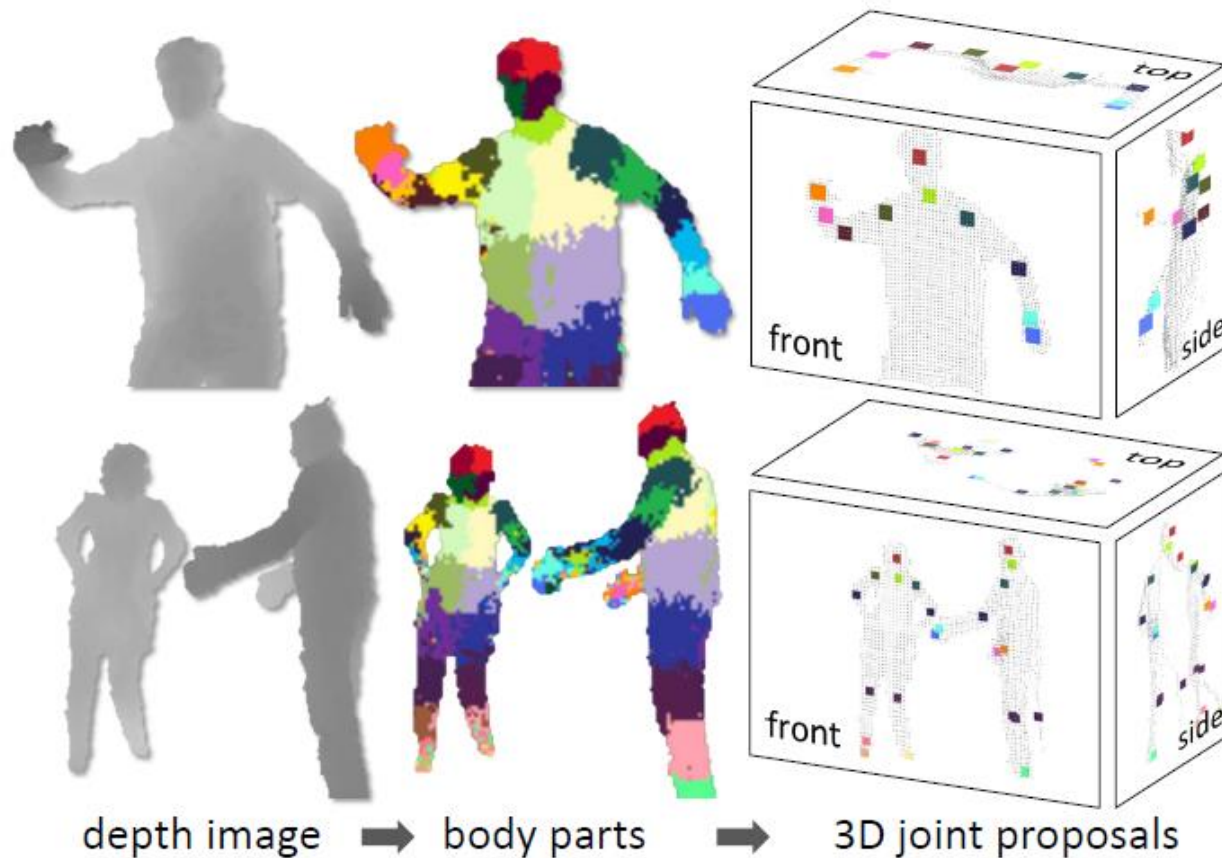 top
front
side
top
front
side
depth image
body parts
3D joint proposals